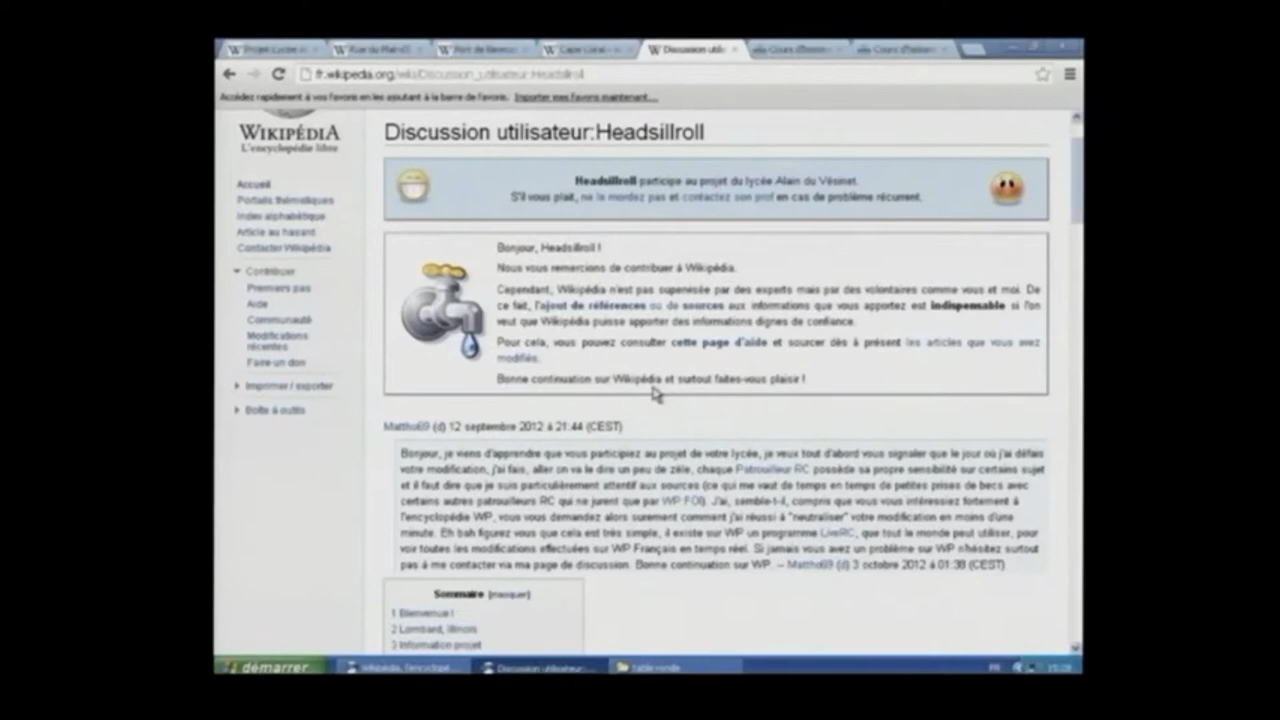 Discussion utili
fr.wikipedia.org/wiki/Discussion_utilisateur:Headsillroll
Accédez rapidement à vos favoris en les ajoutant à la barre de favoris. Importer mes favoris maintenant...
WIKIPÉDIA
L'encyclopédie libre
Accueil
Portails thématiques
Index alphabétique
Article au hasard
Contacter Wikipédia
Contribuer
Premiers pas
Aide
Communauté
Modifications
récentes
Faire un don
Imprimer / exporter
Boîte à outils
Discussion utilisateur:Headsillroll
Headsillroll participe au projet du lycée Alain du Vésinet.
S'il vous plait, ne le mordez pas et contactez son prof en cas de problème récurrent.
Bonjour, Headsillroll !
Nous vous remercions de contribuer à Wikipédia.
Cependant, Wikipédia n'est pas supervisée par des experts mais par des volontaires comme vous et moi. De
ce fait, l'ajout de références ou de sources aux informations que vous apportez est indispensable si l'on
veut que Wikipédia puisse apporter des informations dignes de confiance.
Pour cela, vous pouvez consulter cette page d'aide et sourcer dès à présent les articles que vous avez
modifiés.
Bonne continuation sur Wikipédia et surtout faites-vous plaisir !
Mattho69 (d) 12 septembre 2012 à 21:44 (CEST)
Bonjour, je viens d'apprendre que vous participiez au projet de votre lycée, je veux tout d'abord vous signaler que le jour où j'ai défais
votre modification, j'ai fais, aller on va le dire un peu de zèle, chaque Patrouilleur RC possède sa propre sensibilité sur certains sujet
et il faut dire que je suis particulièrement attentif aux sources (ce qui me vaut de temps en temps de petites prises de becs avec
certains autres patrouilleurs RC qui ne jurent que par WP:FOI). J'ai, semble-t-il, compris que vous vous intéressiez fortement à
l'encyclopédie WP, vous vous demandez alors surement comment j'ai réussi à "neutraliser" votre modification en moins d'une
minute. Eh bah figurez vous que cela est très simple, il existe sur WP un programme LiveRC, que tout le monde peut utiliser, pour
voir toutes les modifications effectuées sur WP Français en temps réel. Si jamais vous avez un problème sur WP n'hésitez surtout
pas à me contacter via ma page de discussion. Bonne continuation sur WP. -- Mattho69 (d) 3 octobre 2012 à 01:38 (CEST)
Sommaire [masquer]
1 Bienvenue !
2 Lombard, Illinois
3 Information projet
démarrer
Wikipédia, l'encyclopé...
Discussion utilisateur:...
table ronde
FR